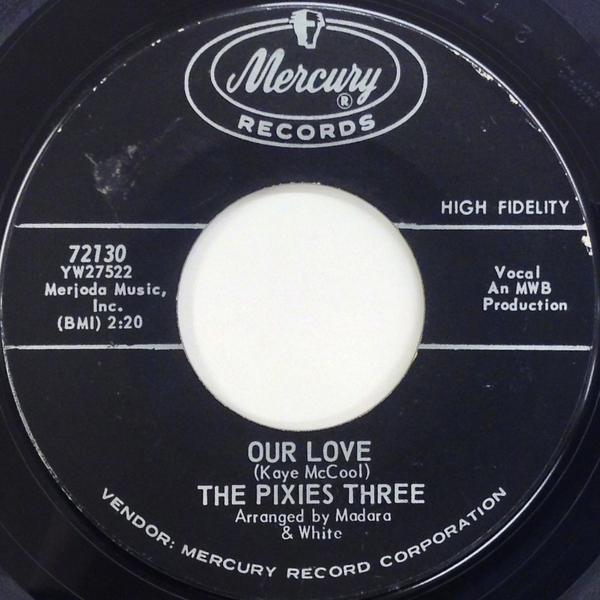 Mercury
®
RECORDS
HIGH FIDELITY
72130
YW27522
Merjoda Music,
Inc.
(BMI) 2:20
Vocal
An MWB
Production
OUR LOVE
(Kaye McCool)
THE PIXIES THREE
Arranged by Madara
& White
VENDOR: MERCURY RECORD CORPORATION